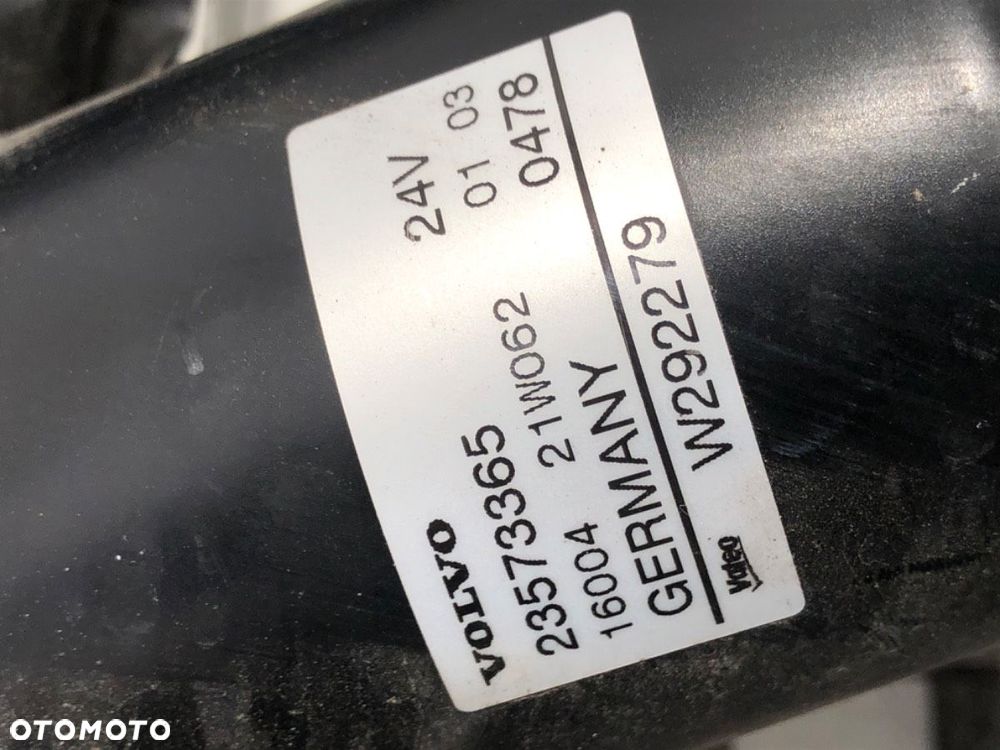 VOLVO 24V
23573365 01 03
16004 21W062 0478
GERMANY
Valeo W292279
OTOMOTO